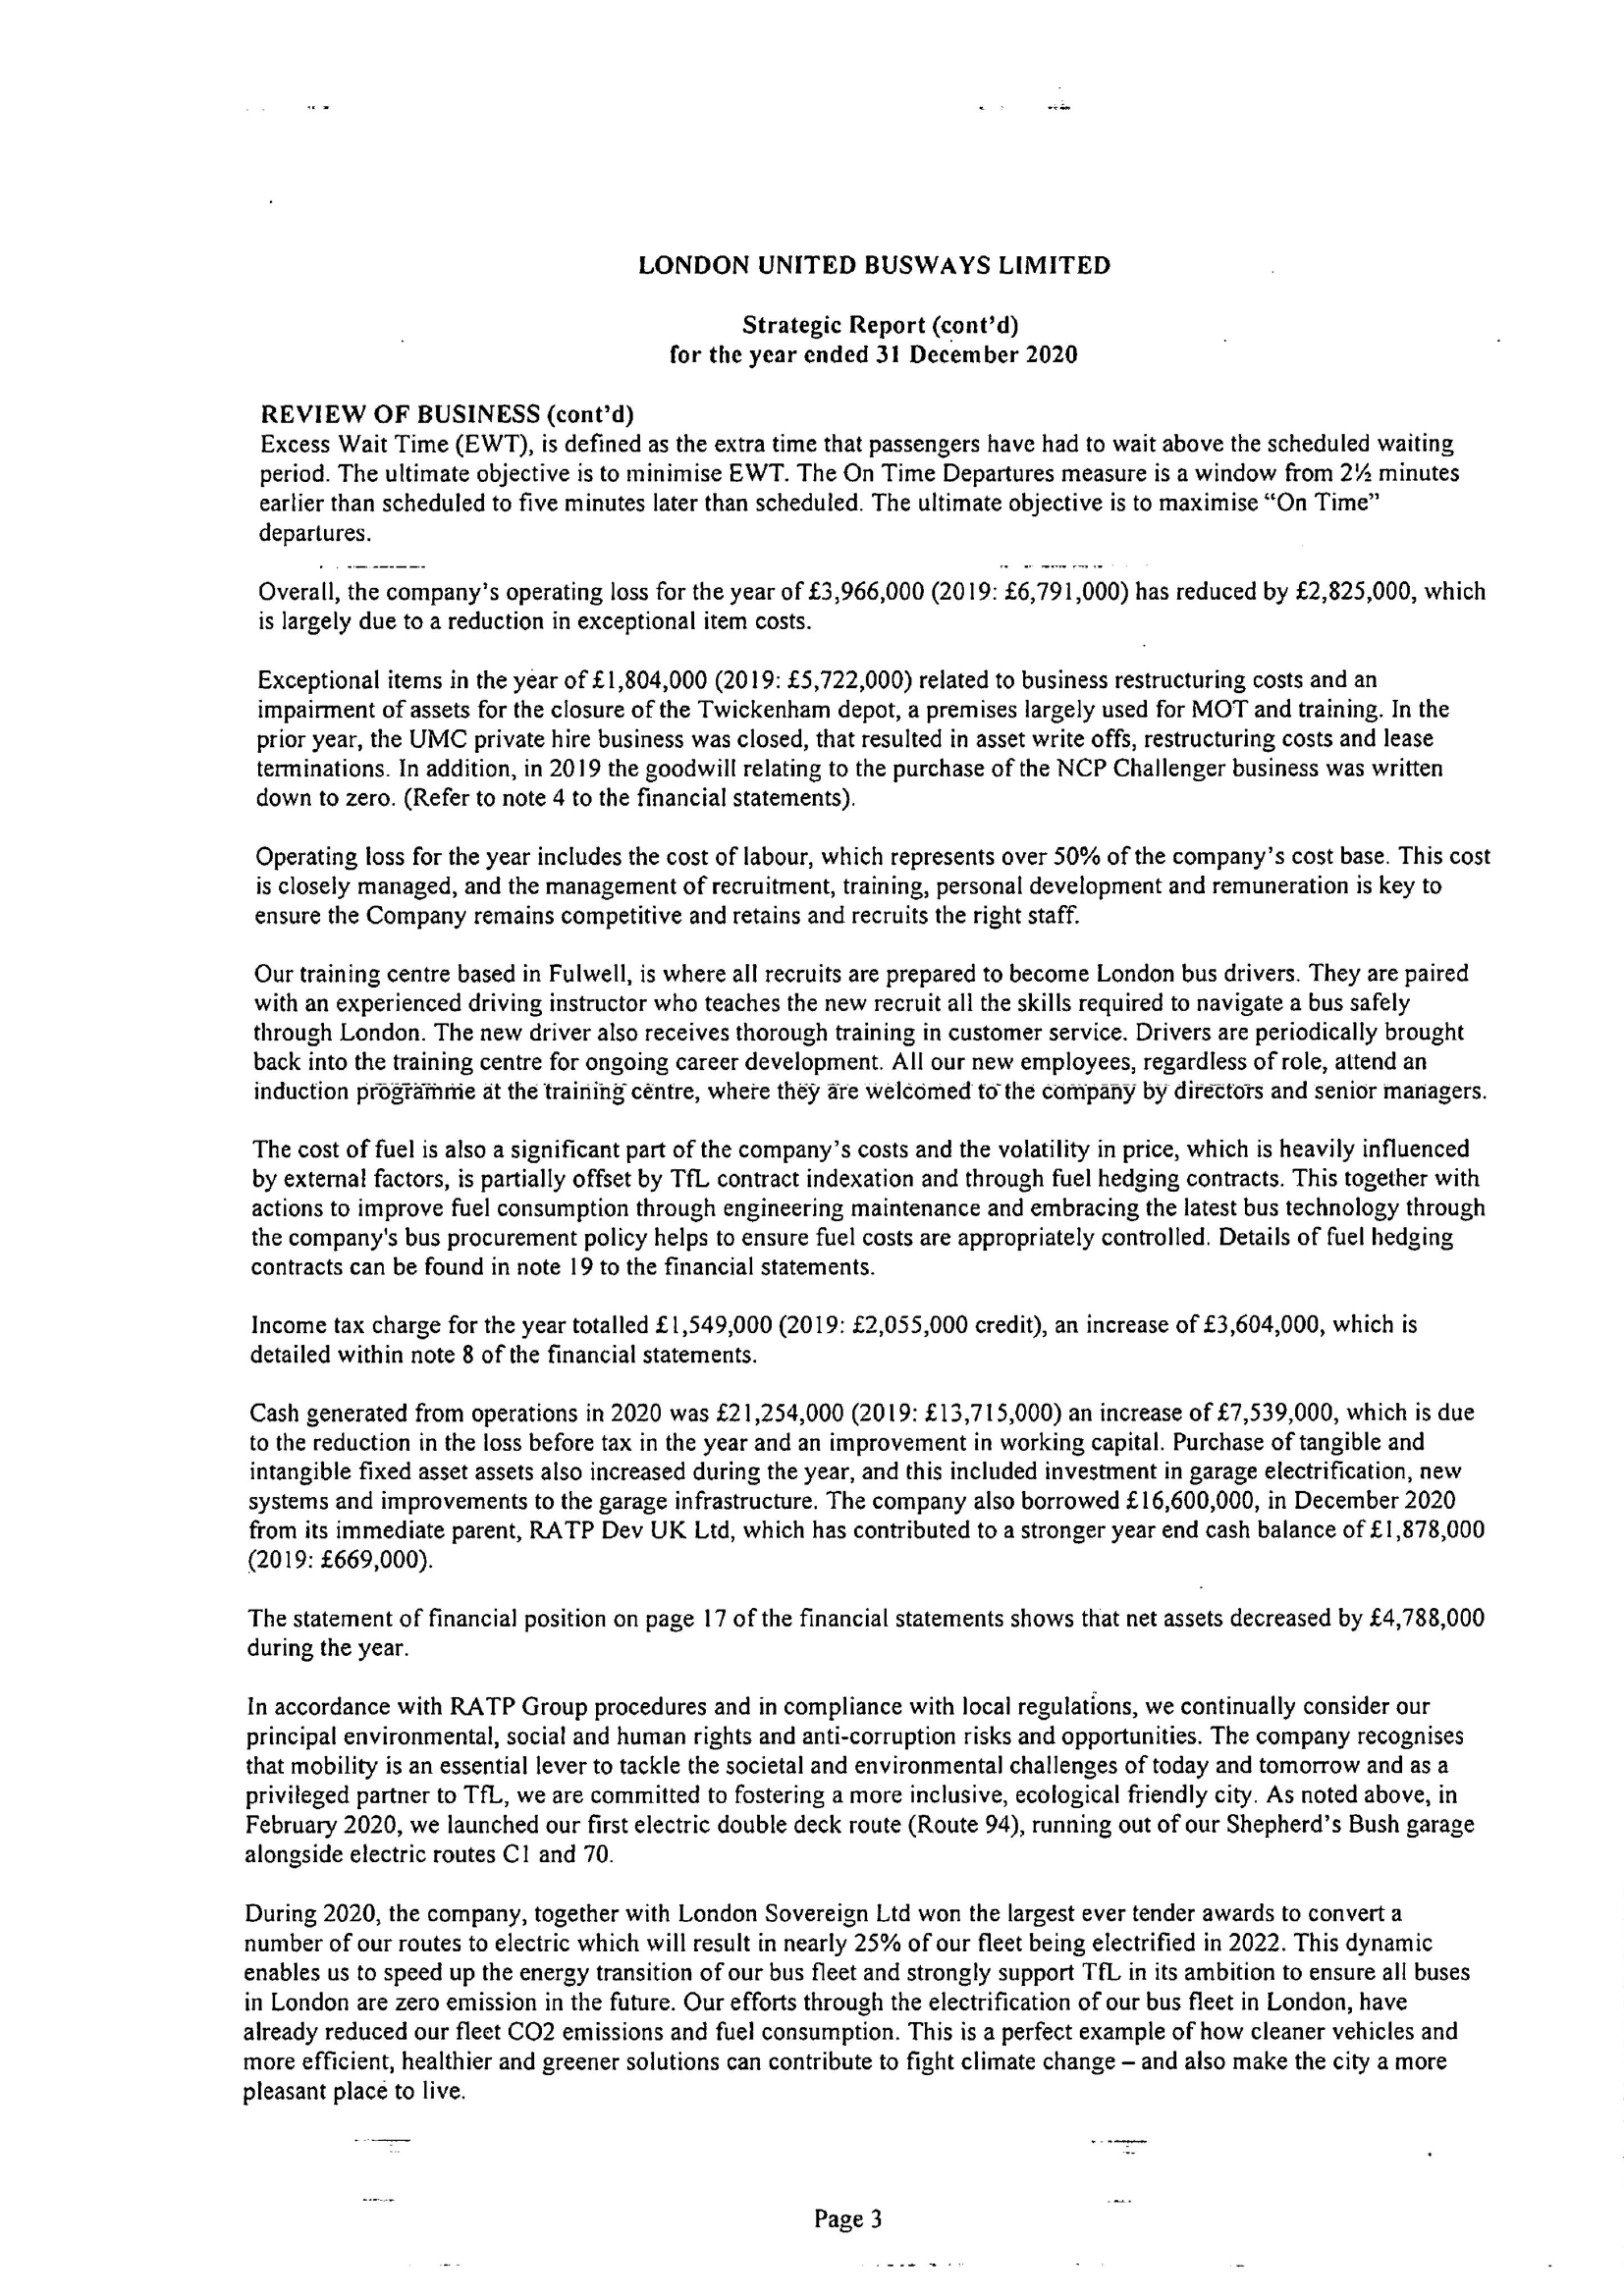 LONDON UNITED BUSWAYS LIMITED
Strategic Report (cont'd)
for the year ended 31 December 2020
REVIEW OF BUSINESS (cont'd)
Excess Wait Time (EWT), is defined as the extra time that passengers have had to wait above the scheduled waiting
period. The ultimate objective is to minimise EWT. The On Time Departures measure is a window from 2½ minutes
earlier than scheduled to five minutes later than scheduled. The ultimate objective is to maximise “On Time”
departures.
Overall, the company's operating loss for the year of £3,966,000 (2019: £6,791,000) has reduced by £2,825,000, which
is largely due to a reduction in exceptional item costs.
Exceptional items in the year of £1,804,000 (2019: £5,722,000) related to business restructuring costs and an
impairment of assets for the closure of the Twickenham depot, a premises largely used for MOT and training. In the
prior year, the UMC private hire business was closed, that resulted in asset write offs, restructuring costs and lease
terminations. In addition, in 2019 the goodwill relating to the purchase of the NCP Challenger business was written
down to zero. (Refer to note 4 to the financial statements).
Operating loss for the year includes the cost of labour, which represents over 50% of the company's cost base. This cost
is closely managed, and the management of recruitment, training, personal development and remuneration is key to
ensure the Company remains competitive and retains and recruits the right staff.
Our training centre based in Fulwell, is where all recruits are prepared to become London bus drivers. They are paired
with an experienced driving instructor who teaches the new recruit all the skills required to navigate a bus safely
through London. The new driver also receives thorough training in customer service. Drivers are periodically brought
back into the training centre for ongoing career development. All our new employees, regardless of role, attend an
induction programme at the training centre, where they are welcomed to the company by directors and senior managers.
The cost of fuel is also a significant part of the company's costs and the volatility in price, which is heavily influenced
by external factors, is partially offset by TfL contract indexation and through fuel hedging contracts. This together with
actions to improve fuel consumption through engineering maintenance and embracing the latest bus technology through
the company's bus procurement policy helps to ensure fuel costs are appropriately controlled. Details of fuel hedging
contracts can be found in note 19 to the financial statements.
Income tax charge for the year totalled £1,549,000 (2019: £2,055,000 credit), an increase of £3,604,000, which is
detailed within note 8 of the financial statements.
Cash generated from operations in 2020 was £21,254,000 (2019: £13,715,000) an increase of £7,539,000, which is due
to the reduction in the loss before tax in the year and an improvement in working capital. Purchase of tangible and
intangible fixed asset assets also increased during the year, and this included investment in garage electrification, new
systems and improvements to the garage infrastructure. The company also borrowed £16,600,000, in December 2020
from its immediate parent, RATP Dev UK Ltd, which has contributed to a stronger year end cash balance of £1,878,000
(2019: £669,000).
The statement of financial position on page 17 of the financial statements shows that net assets decreased by £4,788,000
during the year.
In accordance with RATP Group procedures and in compliance with local regulations, we continually consider our
principal environmental, social and human rights and anti-corruption risks and opportunities. The company recognises
that mobility is an essential lever to tackle the societal and environmental challenges of today and tomorrow and as a
privileged partner to TfL, we are committed to fostering a more inclusive, ecological friendly city. As noted above, in
February 2020, we launched our first electric double deck route (Route 94), running out of our Shepherd's Bush garage
alongside electric routes C1 and 70.
During 2020, the company, together with London Sovereign Ltd won the largest ever tender awards to convert a
number of our routes to electric which will result in nearly 25% of our fleet being electrified in 2022. This dynamic
enables us to speed up the energy transition of our bus fleet and strongly support TfL in its ambition to ensure all buses
in London are zero emission in the future. Our efforts through the electrification of our bus fleet in London, have
already reduced our fleet CO2 emissions and fuel consumption. This is a perfect example of how cleaner vehicles and
more efficient, healthier and greener solutions can contribute to fight climate change – and also make the city a more
pleasant place to live.
Page 3